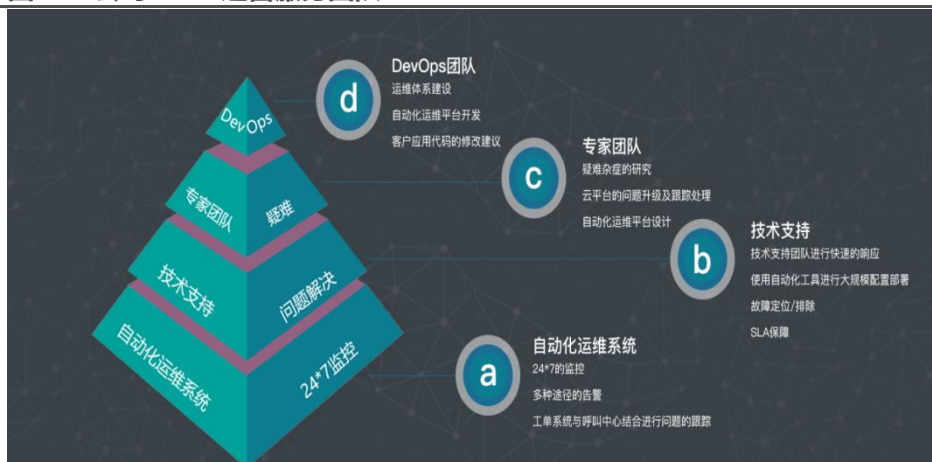 DevOps
专家团队
疑难
技术支持
问题解决
自动化运维系统
24*7监控
d
DevOps团队
运维体系建设
自动化运维平台开发
客户应用代码的修改建议
c
专家团队
疑难杂症的研究
云平台的问题升级及跟踪处理
自动化运维平台设计
b
技术支持
技术支持团队进行快速的响应
使用自动化工具进行大规模配置部署
故障定位/排除
SLA保障
a
自动化运维系统
24*7的监控
多种途径的告警
工单系统与呼叫中心结合进行问题的跟踪